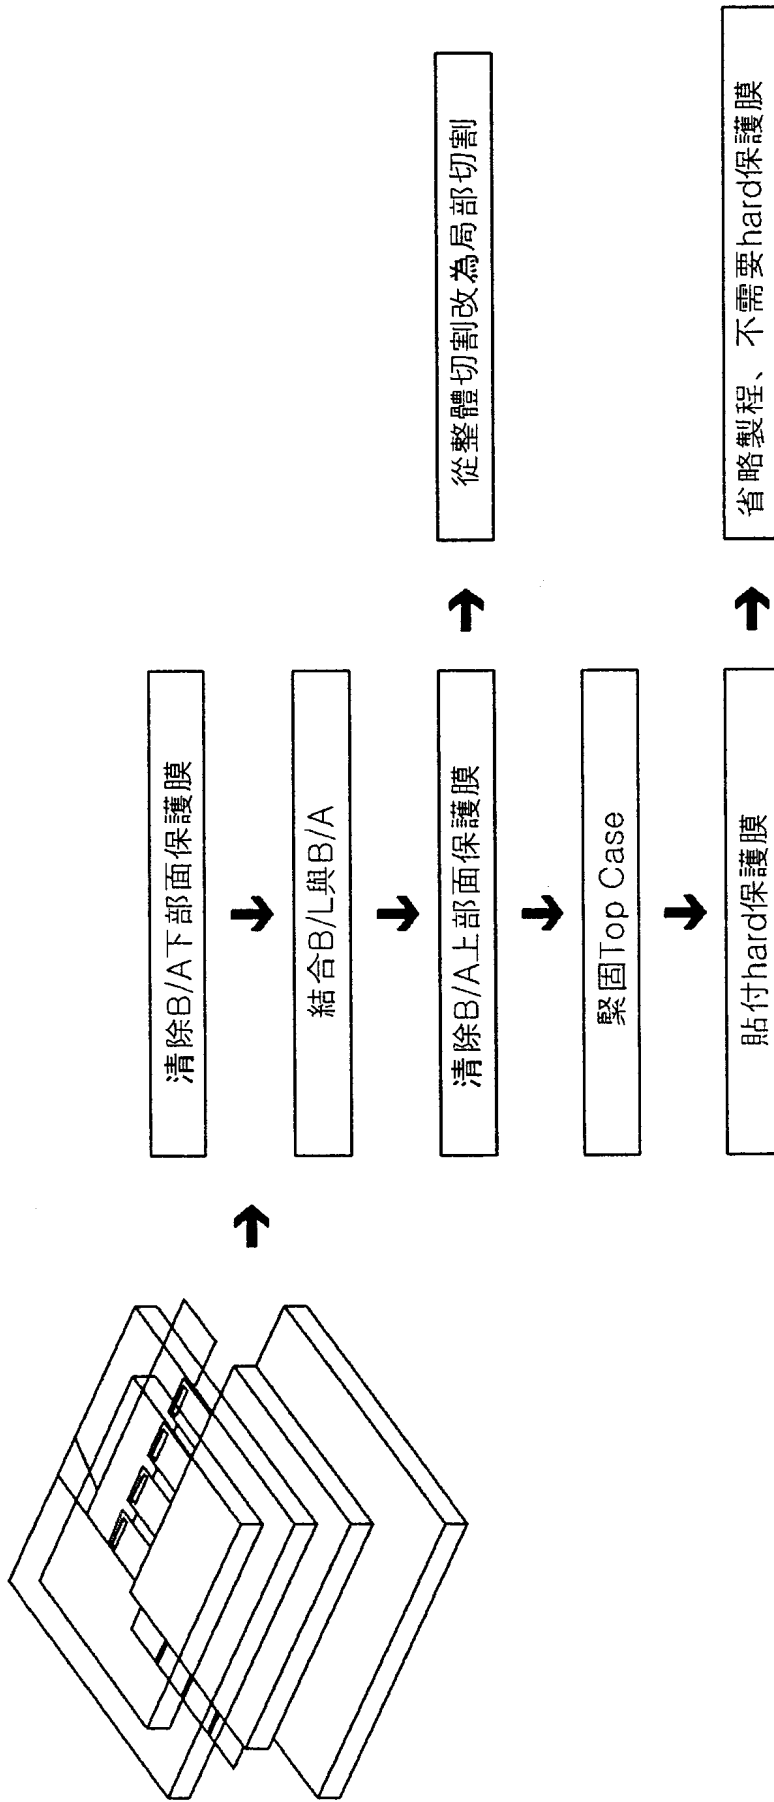 清除B/A下部面保護膜
結合B/L與B/A
清除B/A上部面保護膜
從整體切割改為局部切割
緊固Top Case
貼付hard保護膜
省略製程、不需要hard保護膜